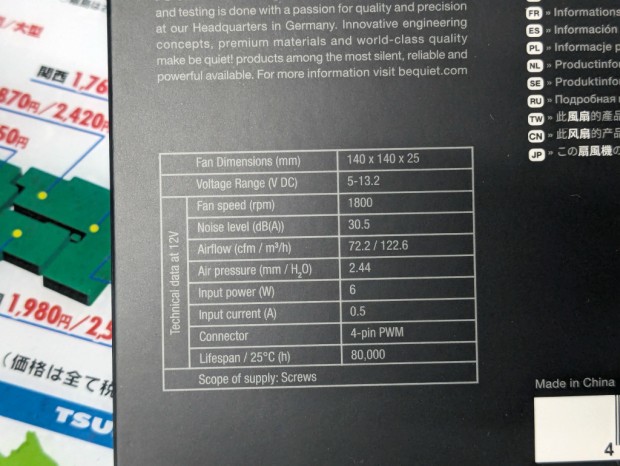 and testing is done with a passion for quality and precision
at our Headquarters in Germany. Innovative engineering
concepts, premium materials and world-class quality
make be quiet! products among the most silent, reliable and
powerful available. For more information visit bequiet.com
FR » Informations
ES » Información
PL » Informacje
NL » Productinfo
SE » Produktinfo
RU » Подробная
TW » 此風扇的產品
CN » 此风扇的产品
JP » この扇風機の
Fan Dimensions (mm) 140 x 140 x 25
Voltage Range (V DC) 5-13.2
Technical data at 12V
Fan speed (rpm) 1800
Noise level (dB(A)) 30.5
Airflow (cfm / m³/h) 72.2 / 122.6
Air pressure (mm / H₂O) 2.44
Input power (W) 6
Input current (A) 0.5
Connector 4-pin PWM
Lifespan / 25°C (h) 80,000
Scope of supply: Screws
Made in China
4
/大型
関西 1,76
870円/2,420
50円
1,980円/2,5
(価格は全て税
TSU